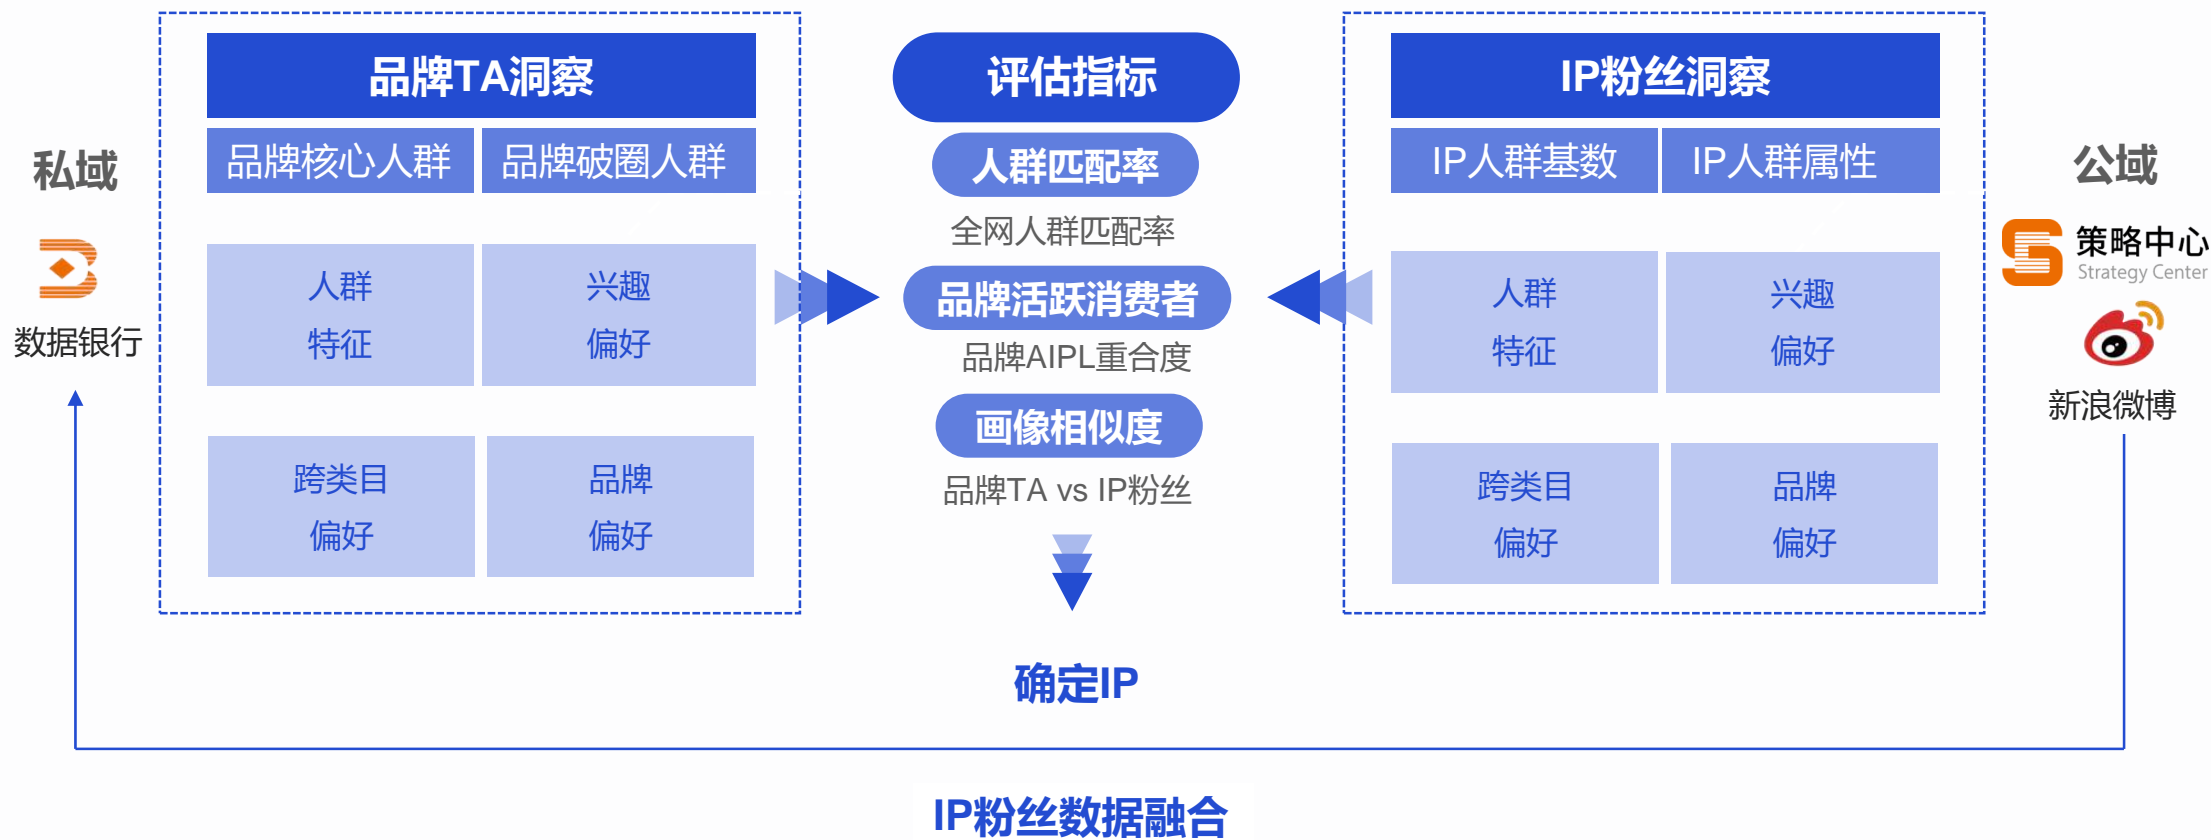 品牌TA洞察
评估指标
IP粉丝洞察
私域
数据银行
品牌核心人群
品牌破圈人群
人群
特征
兴趣
偏好
跨类目
偏好
品牌
偏好
人群匹配率
全网人群匹配率
品牌活跃消费者
品牌AIPL重合度
画像相似度
品牌TA vs IP粉丝
确定IP
IP人群基数
IP人群属性
人群
特征
兴趣
偏好
跨类目
偏好
品牌
偏好
公域
策略中心
Strategy Center
新浪微博
IP粉丝数据融合